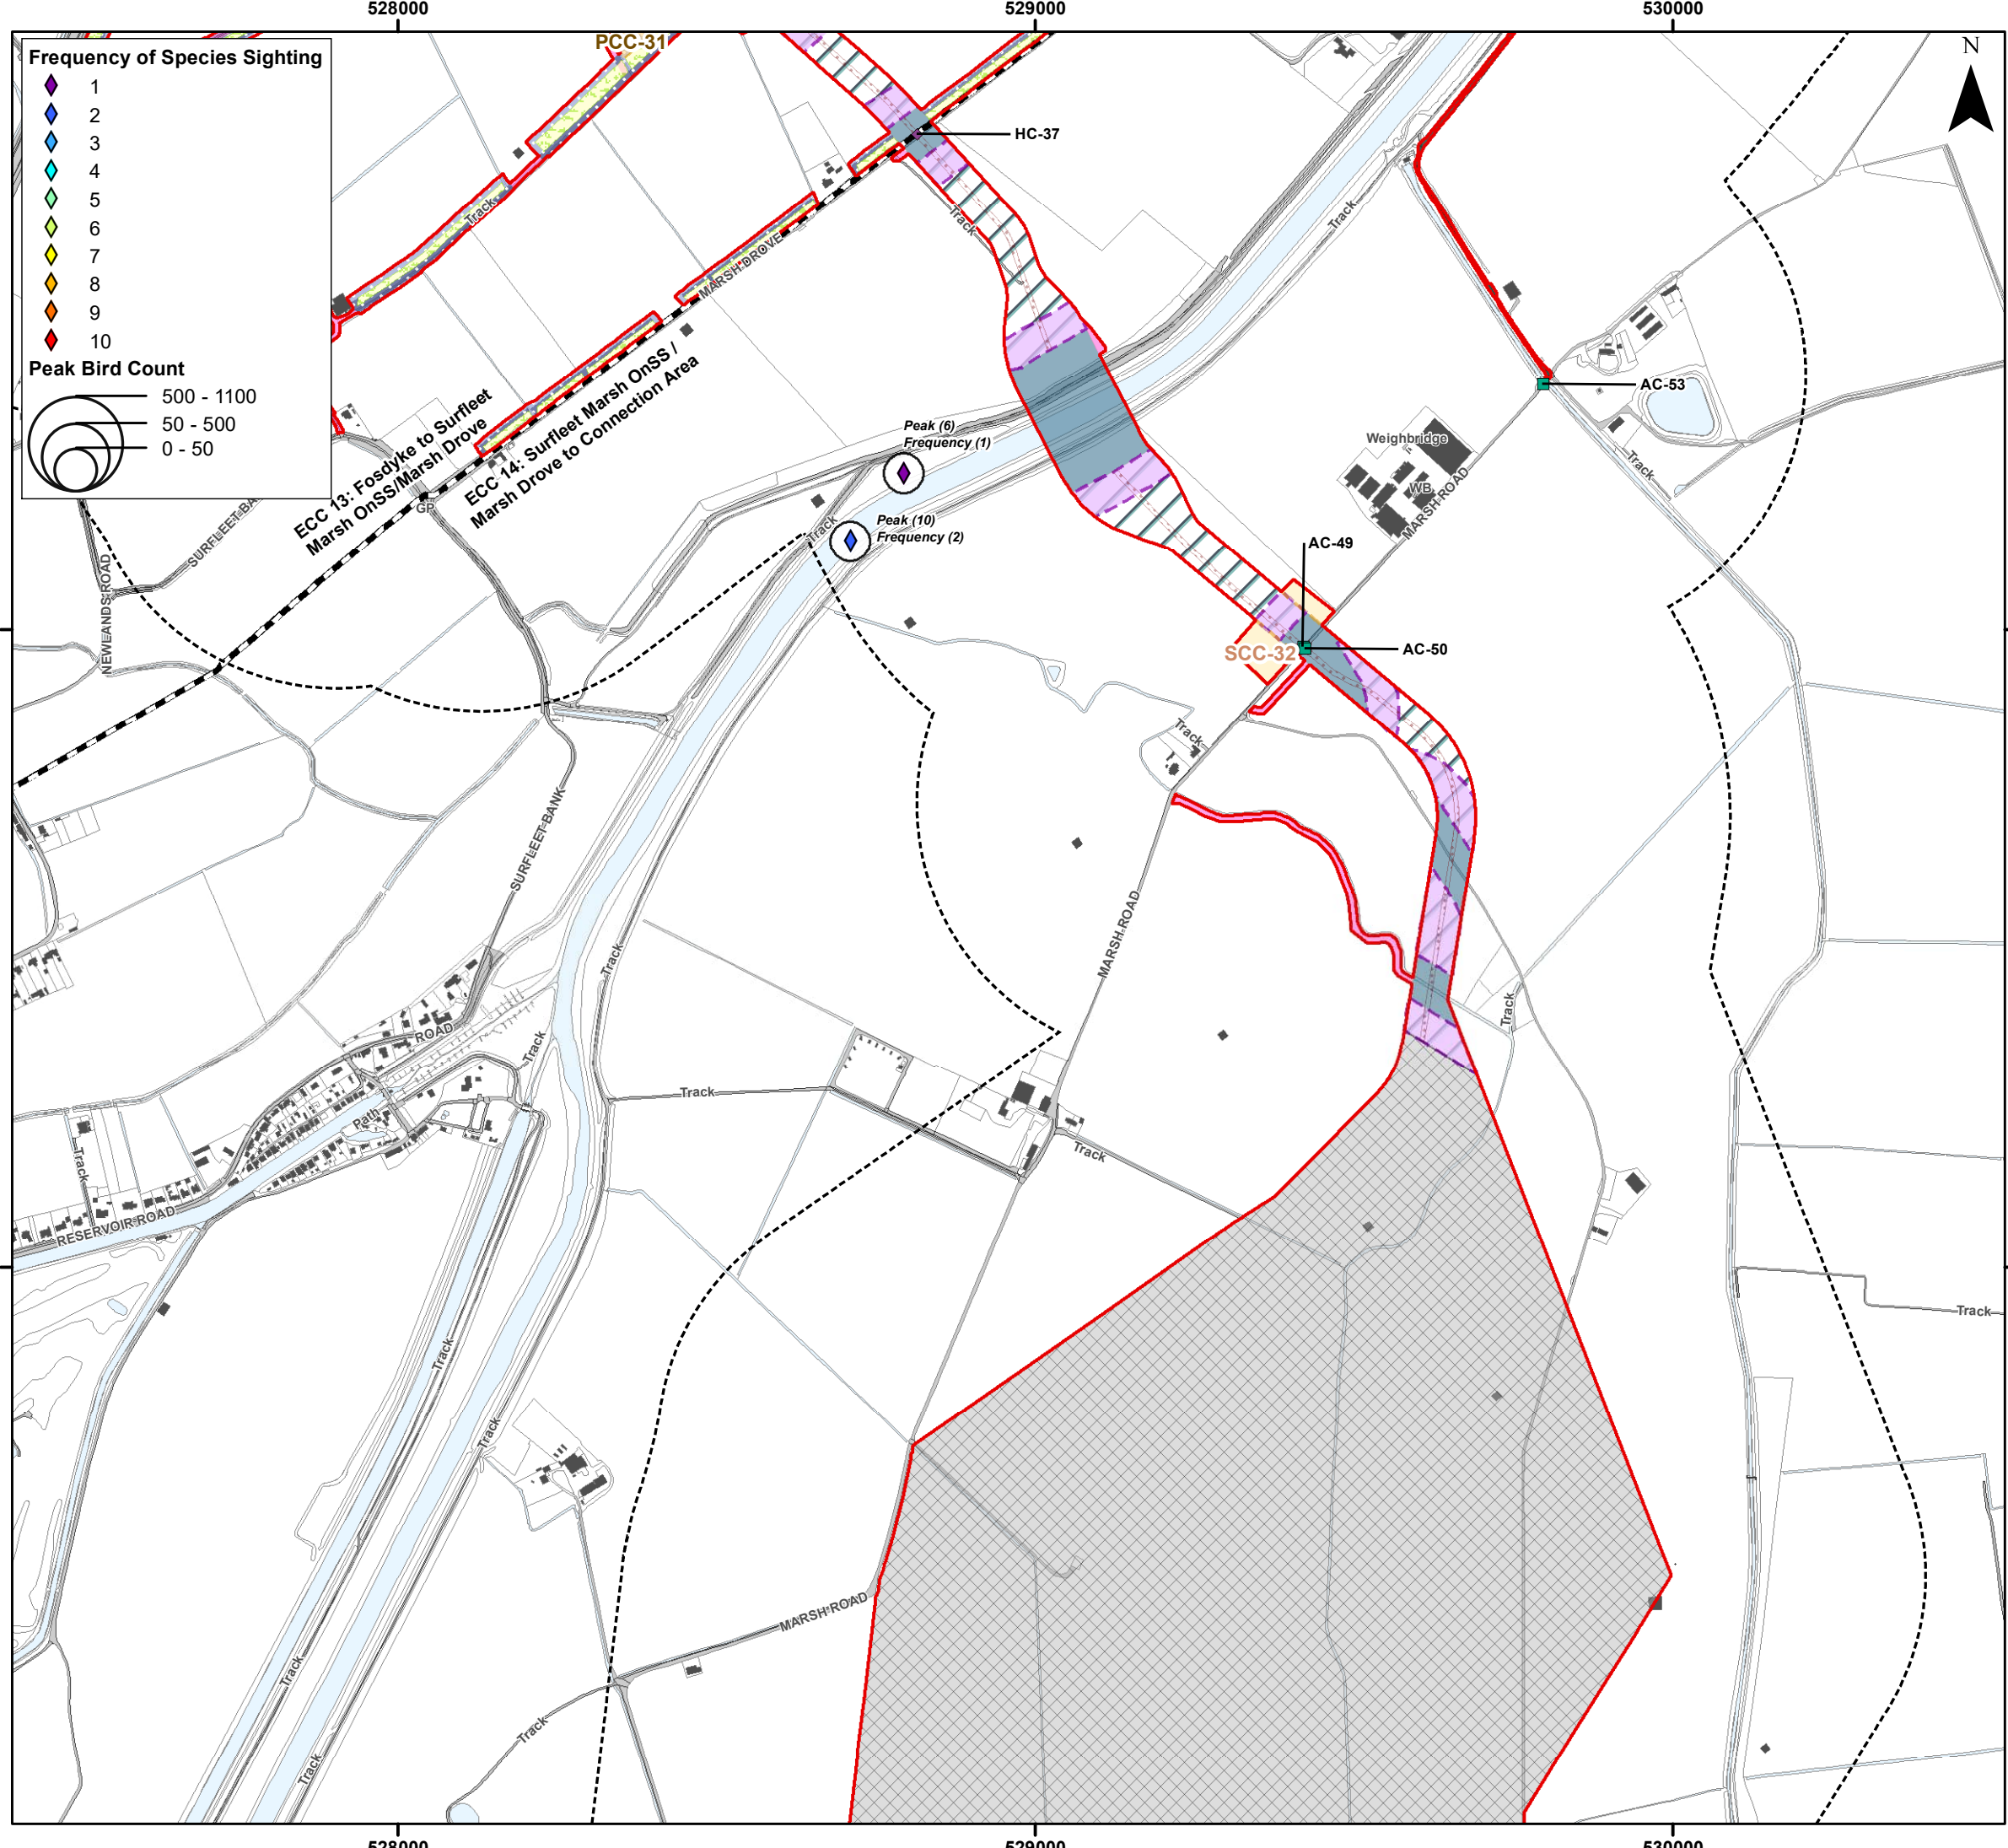 528000
529000
530000
Frequency of Species Sighting
1
2
3
4
5
6
7
8
9
10
Peak Bird Count
500 - 1100
50 - 500
0 - 50
N
PCC-31
HC-37
Track
Track
Track
MARSH DROVE
ECC 13: Fosdyke to Surfleet
Marsh OnSS/Marsh Drove
ECC 14: Surfleet Marsh OnSS /
Marsh Drove to Connection Area
GP
Peak (6)
Frequency (1)
Peak (10)
Frequency (2)
Track
AC-53
Weighbridge
WB
MARSH ROAD
Track
AC-49
AC-50
SCC-32
NEWLANDS ROAD
SURFLEET BA
Track
SURFLEET BANK
MARSH ROAD
Track
Track
Track
ROAD
Path
Track
Track
Track
RESERVOIR ROAD
Track
Track
Track
MARSH ROAD
Track
Track
Track
528000
529000
530000